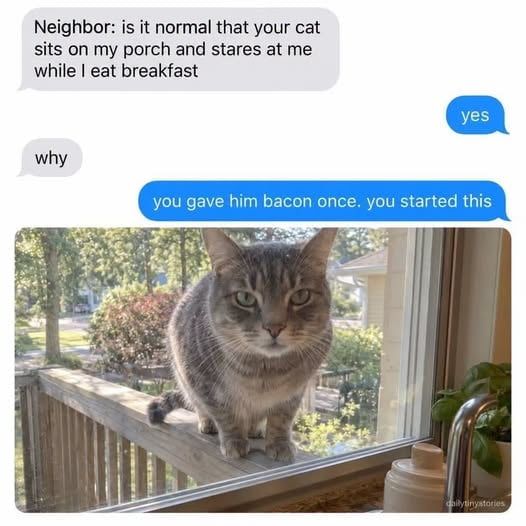 Neighbor: is it normal that your cat
sits on my porch and stares at me
while I eat breakfast
yes
why
you gave him bacon once. you started this
dailytinystories